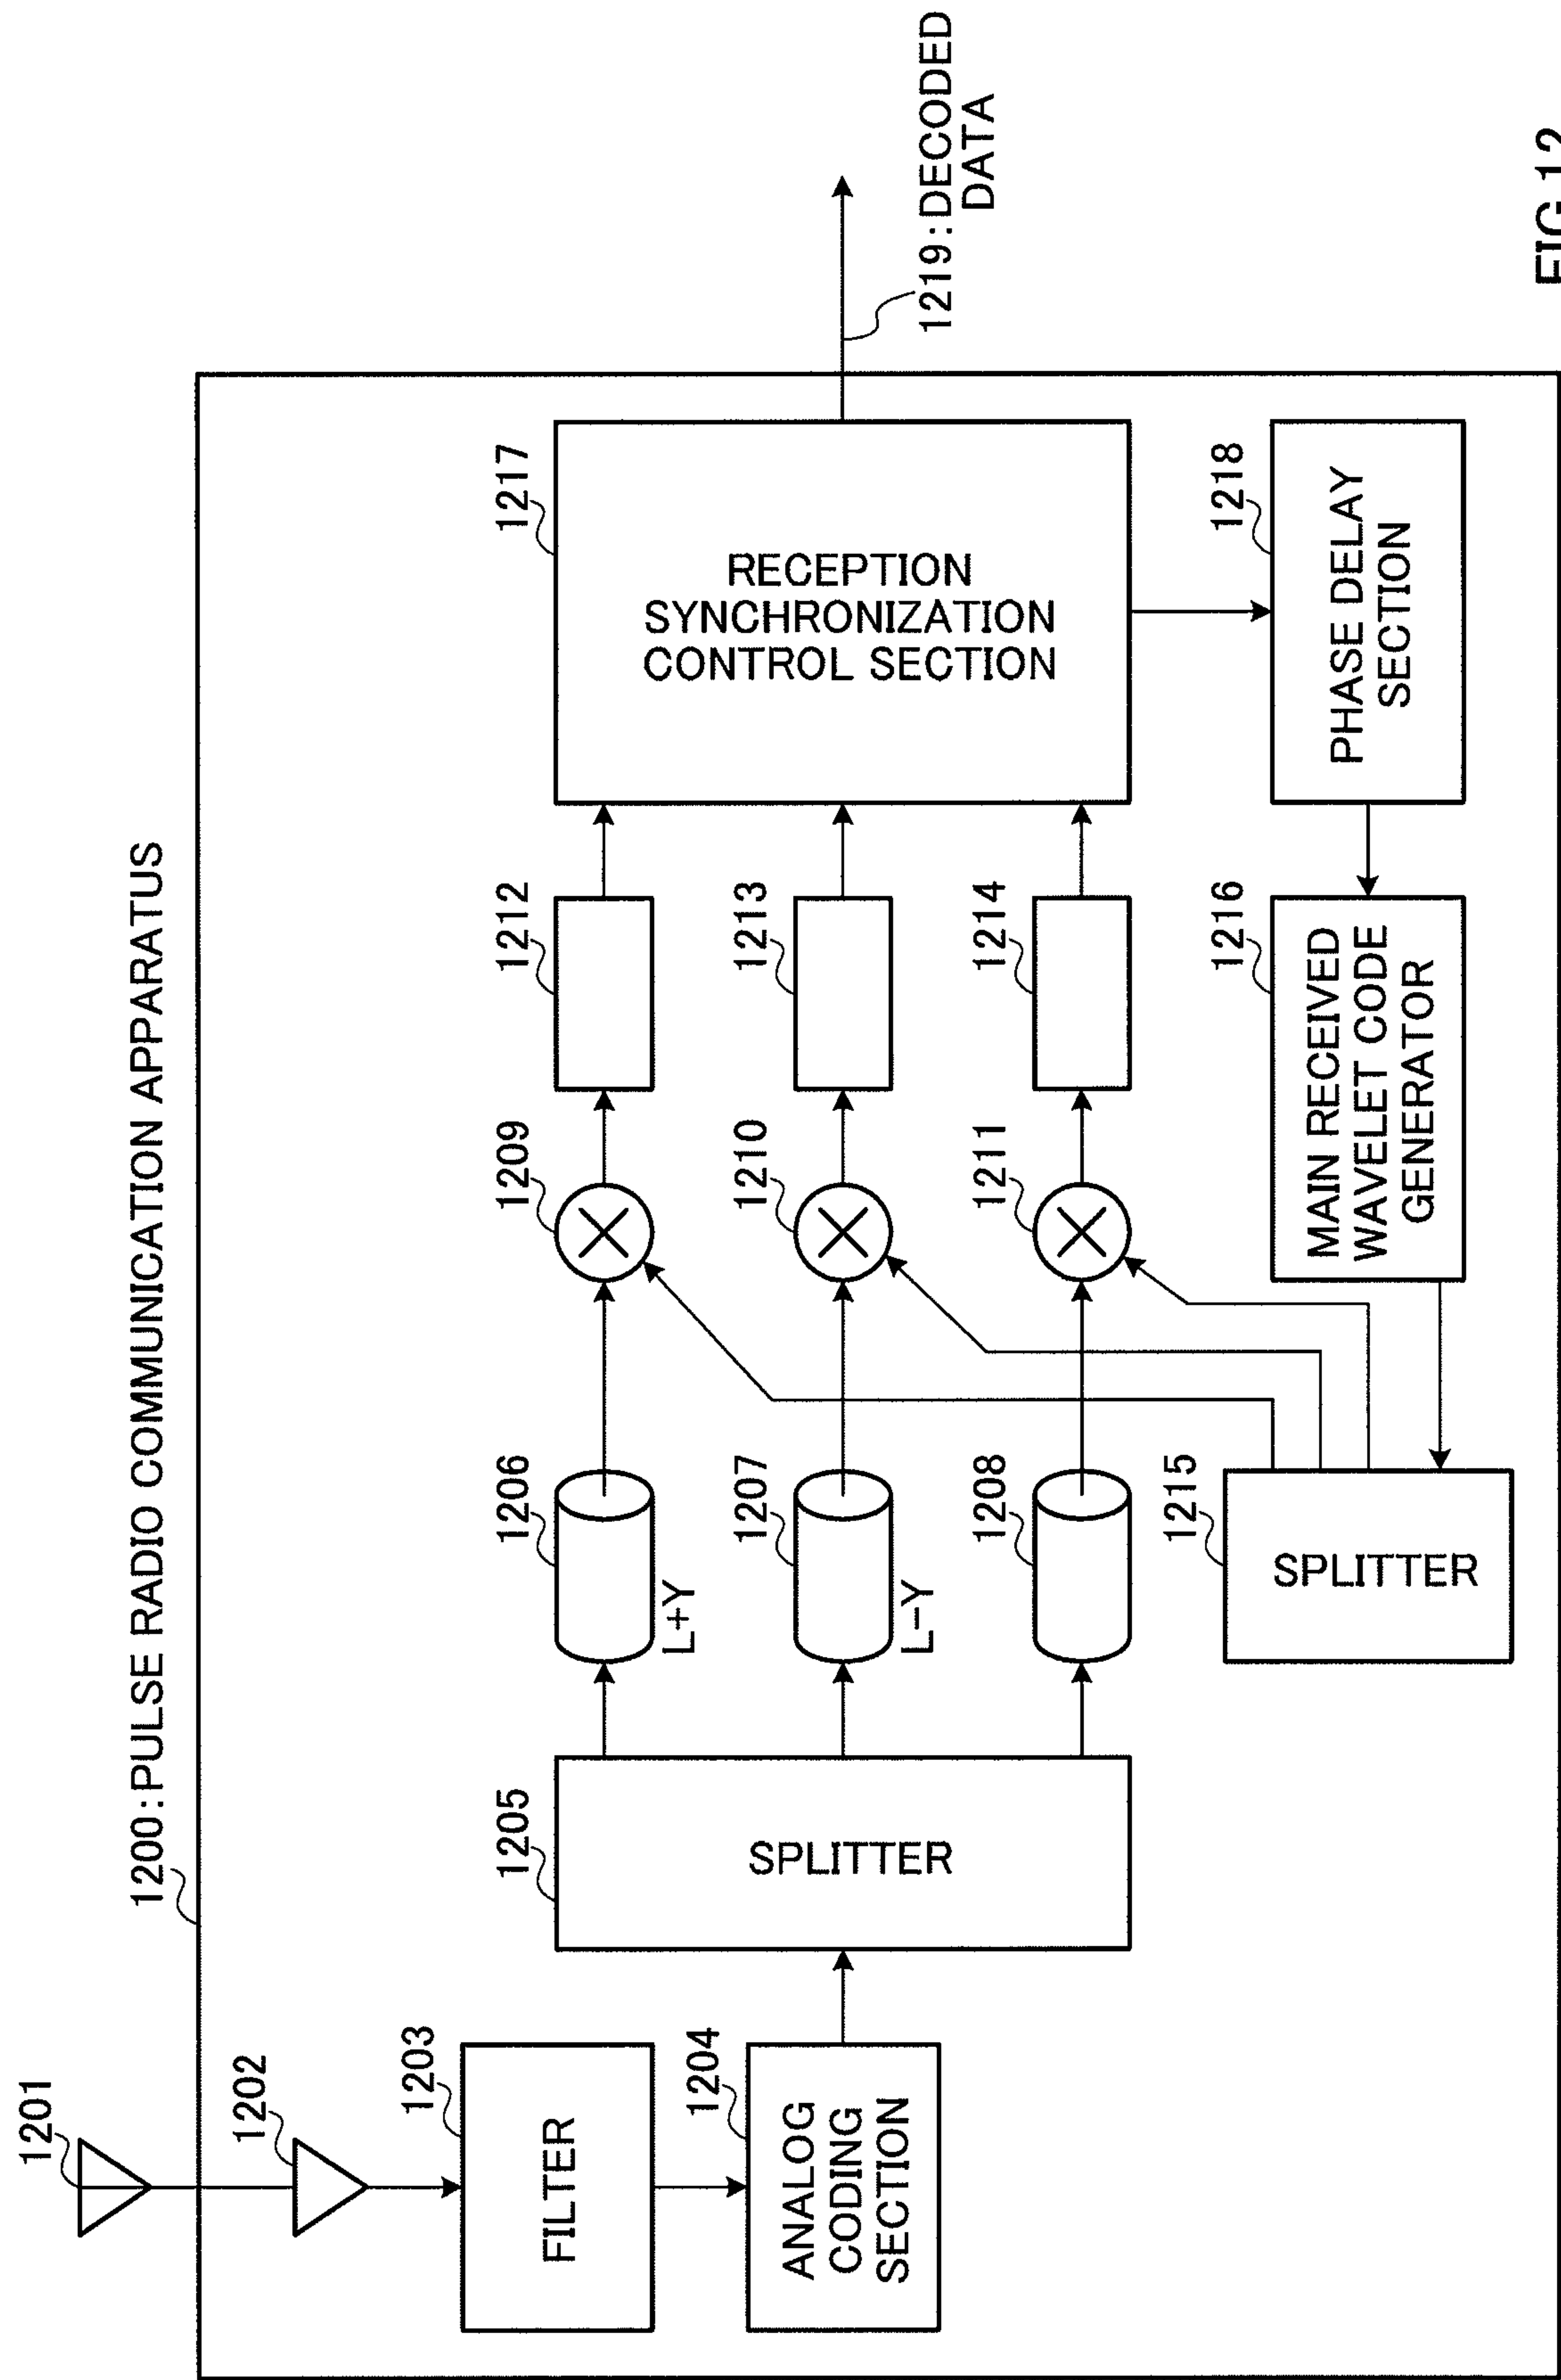 1200:PULSE RADIO COMMUNICATION APPARATUS
1201
1202
1203
FILTER
1204
ANALOG
CODING
SECTION
1205
SPLITTER
1206
L+Y
1207
L−Y
1208
1209
1210
1211
1212
1213
1214
1215
SPLITTER
1216
MAIN RECEIVED
WAVELET CODE
GENERATOR
1217
RECEPTION
SYNCHRONIZATION
CONTROL SECTION
1218
PHASE DELAY
SECTION
1219:DECODED
DATA
FIG.12